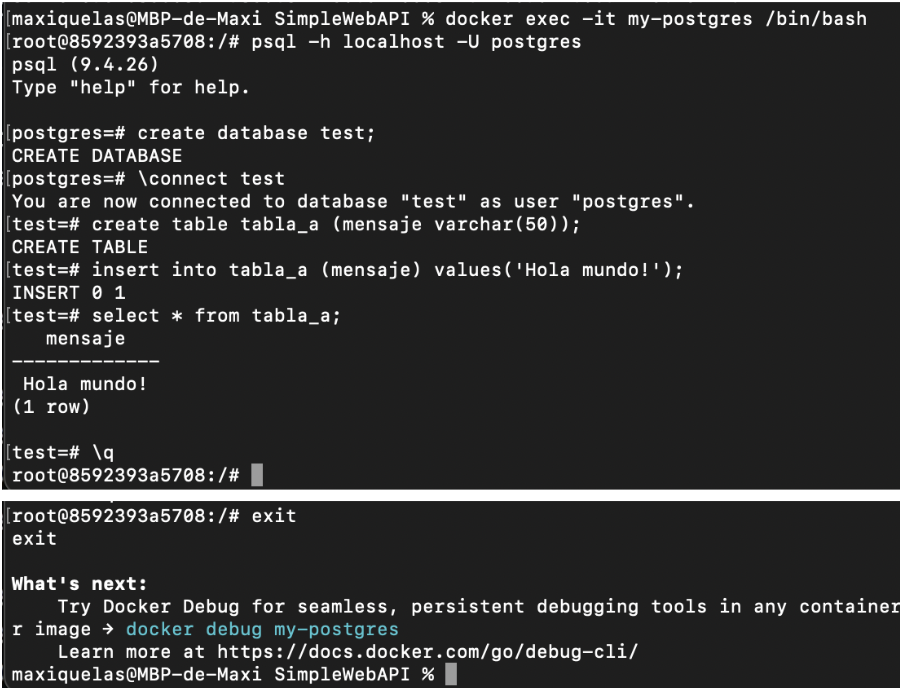 [maxiquelas@MBP-de-Maxi SimpleWebAPI % docker exec -it my-postgres /bin/bash
[root@8592393a5708:/# psql -h localhost -U postgres
psql (9.4.26)
Type "help" for help.
[postgres=# create database test;
CREATE DATABASE
[postgres=# \connect test
You are now connected to database "test" as user "postgres".
[test=# create table tabla_a (mensaje varchar(50));
CREATE TABLE
[test=# insert into tabla_a (mensaje) values('Hola mundo!');
INSERT 0 1
[test=# select * from tabla_a;
mensaje
-------------
Hola mundo!
(1 row)
[test=# \q
root@8592393a5708:/#
[root@8592393a5708:/# exit
exit
What's next:
Try Docker Debug for seamless, persistent debugging tools in any container
r image → docker debug my-postgres
Learn more at https://docs.docker.com/go/debug-cli/
maxiquelas@MBP-de-Maxi SimpleWebAPI %